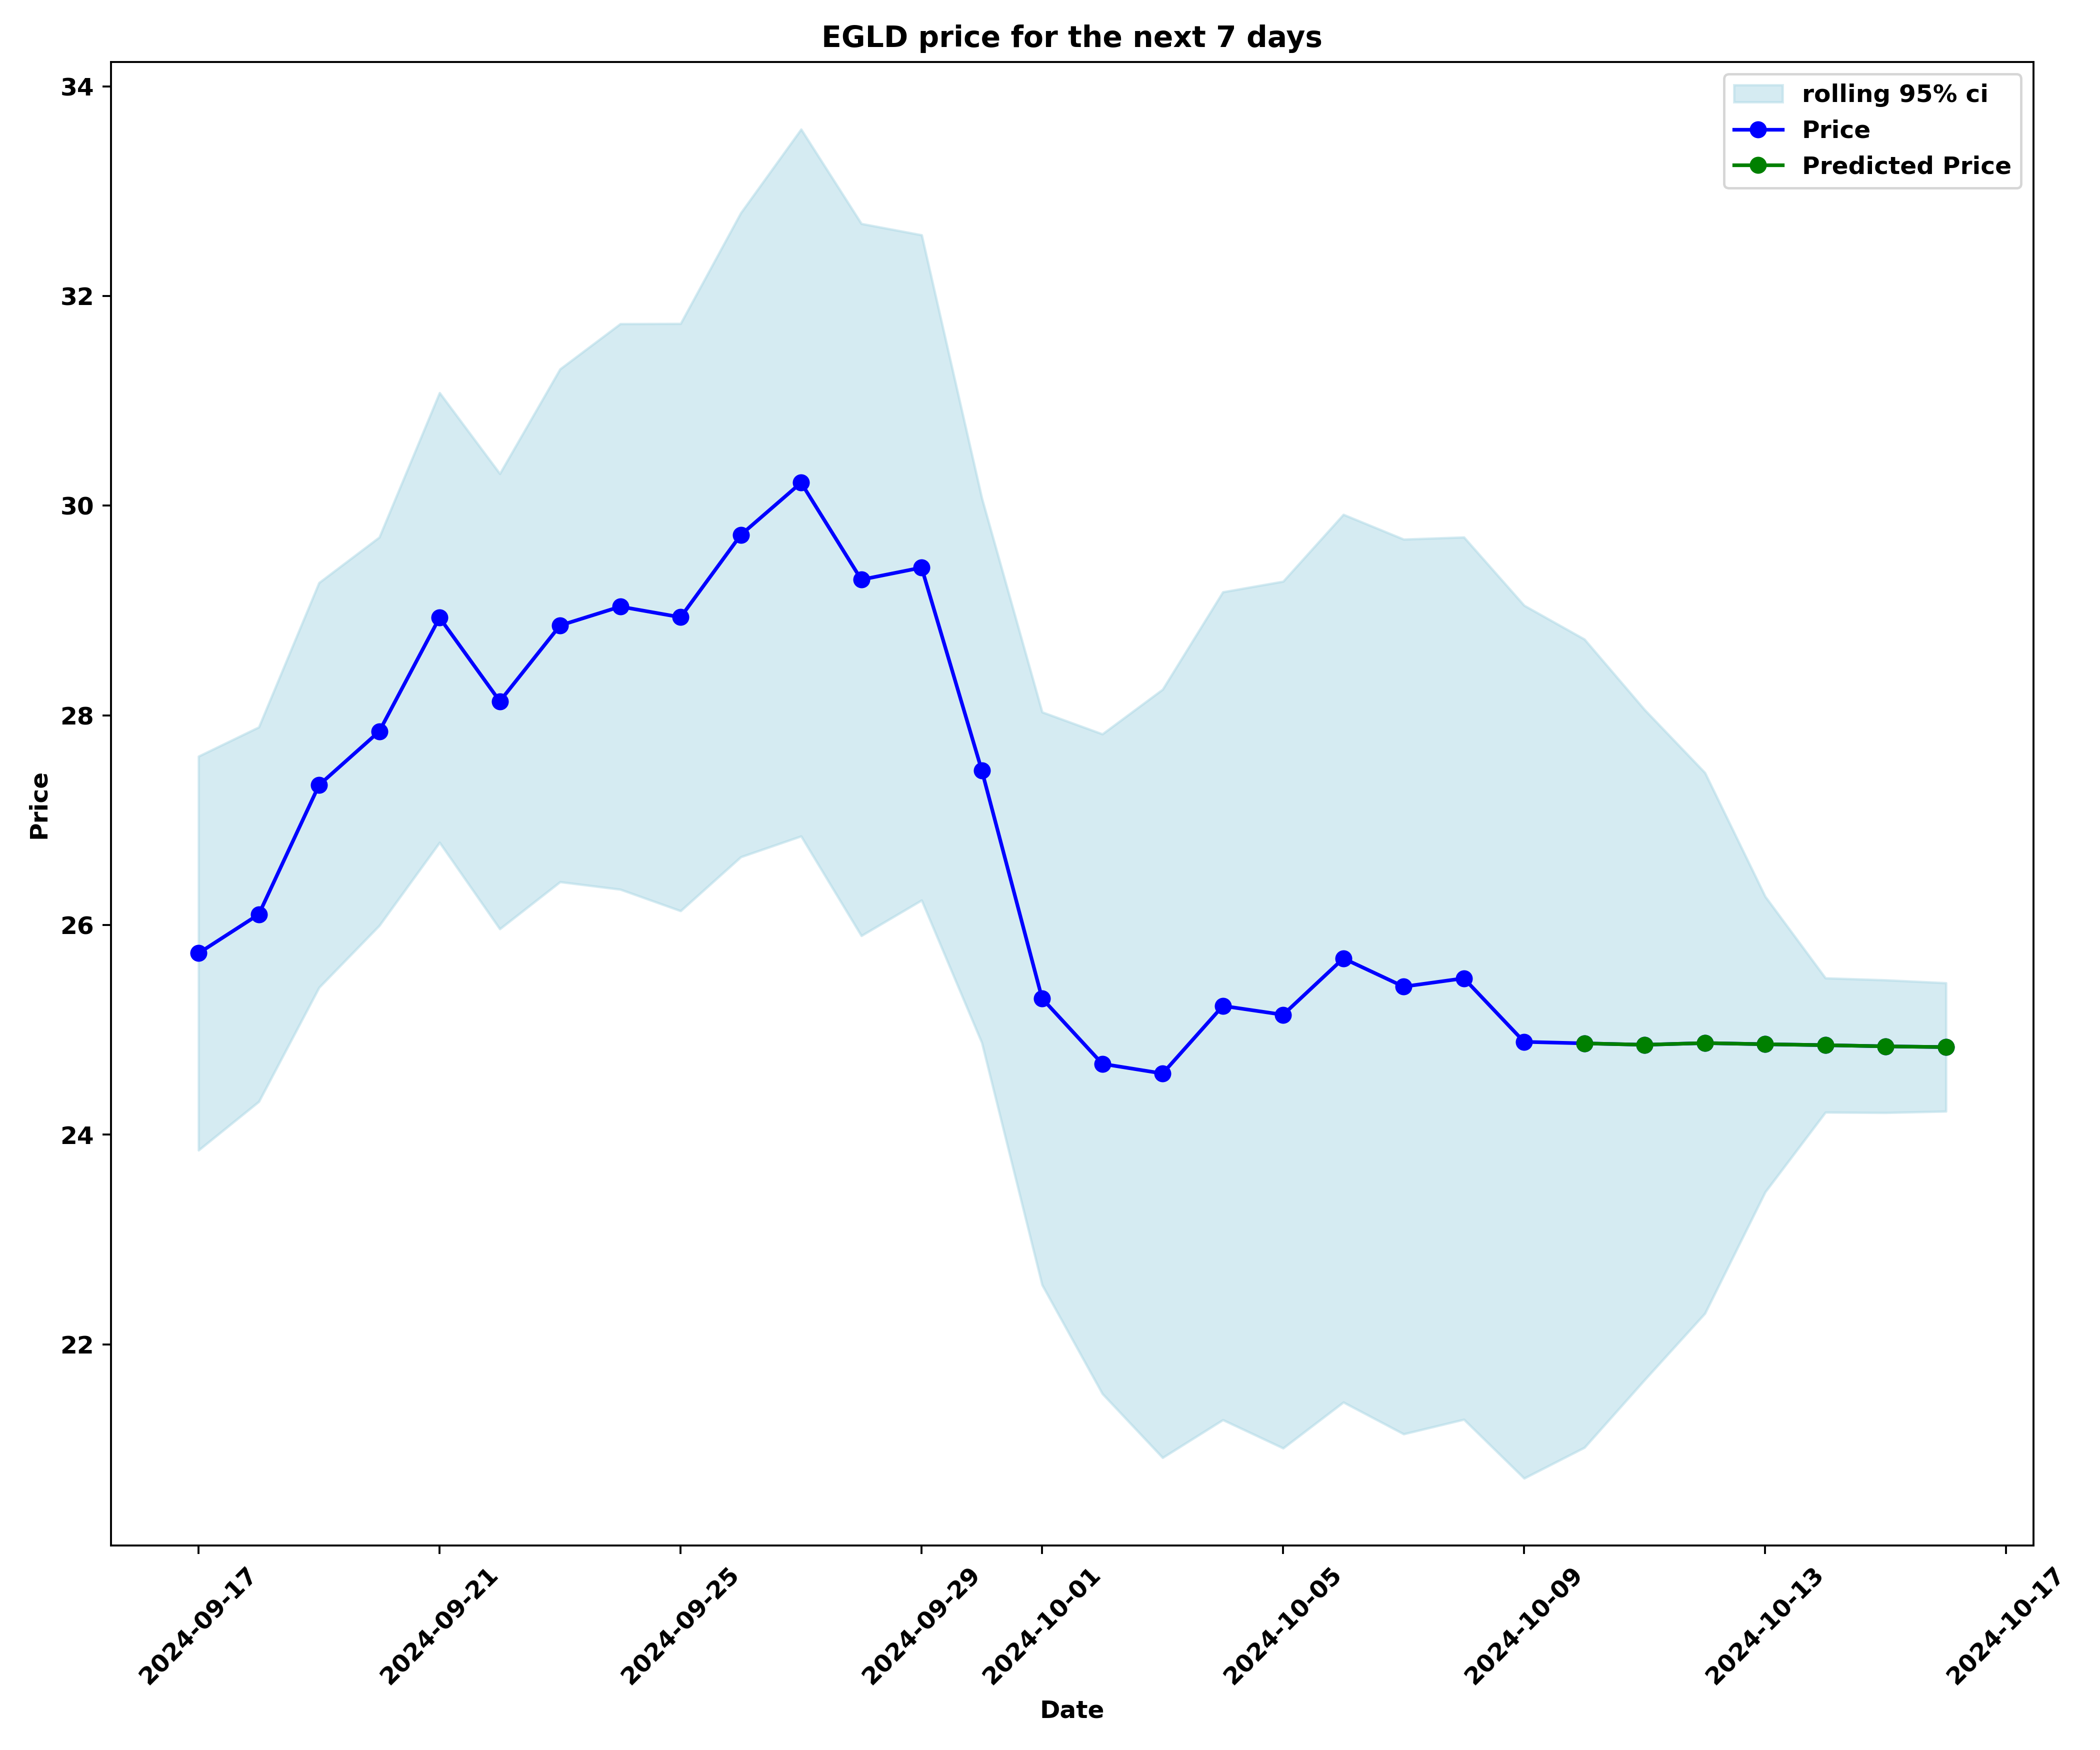 EGLD price for the next 7 days
rolling 95% ci
Price
Predicted Price
34
32
30
28
26
24
22
Price
2024-09-17
2024-09-21
2024-09-25
2024-09-29
2024-10-01
2024-10-05
2024-10-09
2024-10-13
2024-10-17
Date